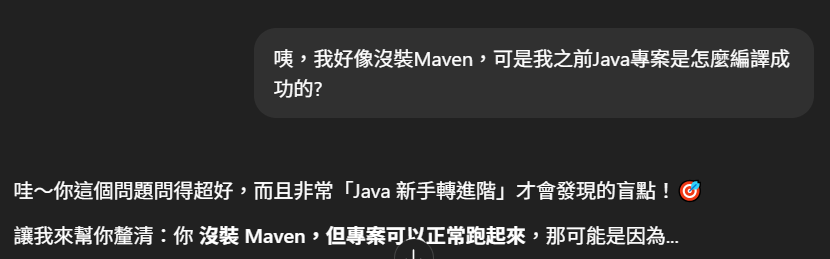 咦，我好像沒裝Maven，可是我之前Java專案是怎麼編譯成
功的?
哇～你這個問題問得超好，而且非常「Java 新手轉進階」才會發現的盲點！🎯
讓我來幫你釐清：你 沒裝 Maven，但專案可以正常跑起來，那可能是因為...